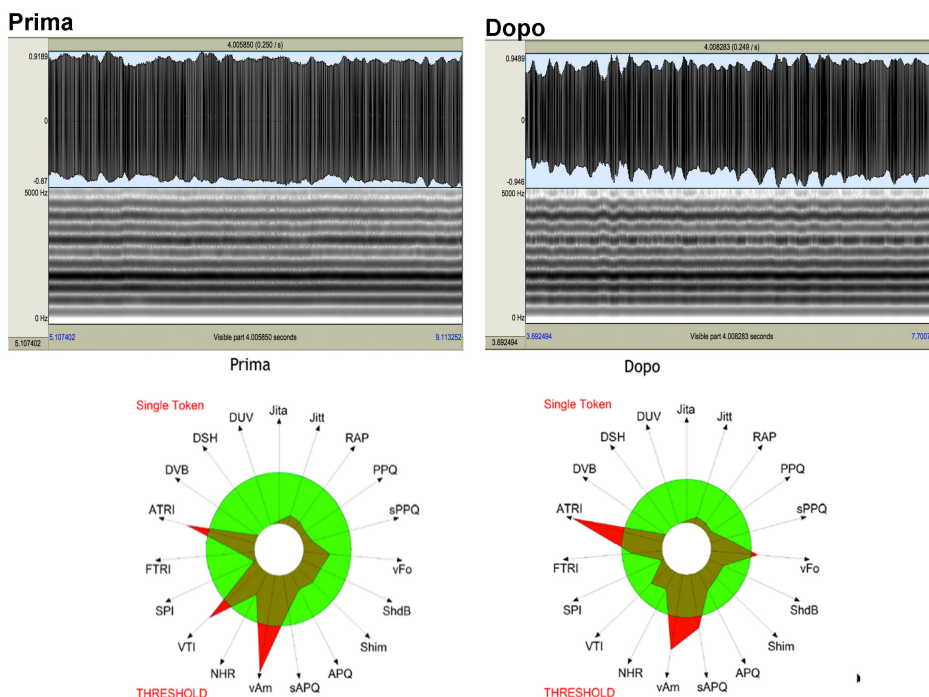 Prima
4.005850 (0.250 / s)
0.9189
0
-0.87
5000 Hz
0 Hz
5.107402
Visible part 4.005850 seconds
9.113252
5.107402
Dopo
4.008283 (0.249 / s)
0.9489
0
-0.946
5000 Hz
0 Hz
3.692494
Visible part 4.008283 seconds
7.7007
3.692494
Prima
Single Token
Jita
Jitt
RAP
PPQ
sPPQ
vFo
ShdB
Shim
APQ
sAPQ
vAm
NHR
VTI
SPI
FTRI
ATRI
DVB
DSH
DUV
THRESHOLD
Dopo
Single Token
Jita
Jitt
RAP
PPQ
sPPQ
vFo
ShdB
Shim
APQ
sAPQ
vAm
NHR
VTI
SPI
FTRI
ATRI
DVB
DSH
DUV
THRESHOLD